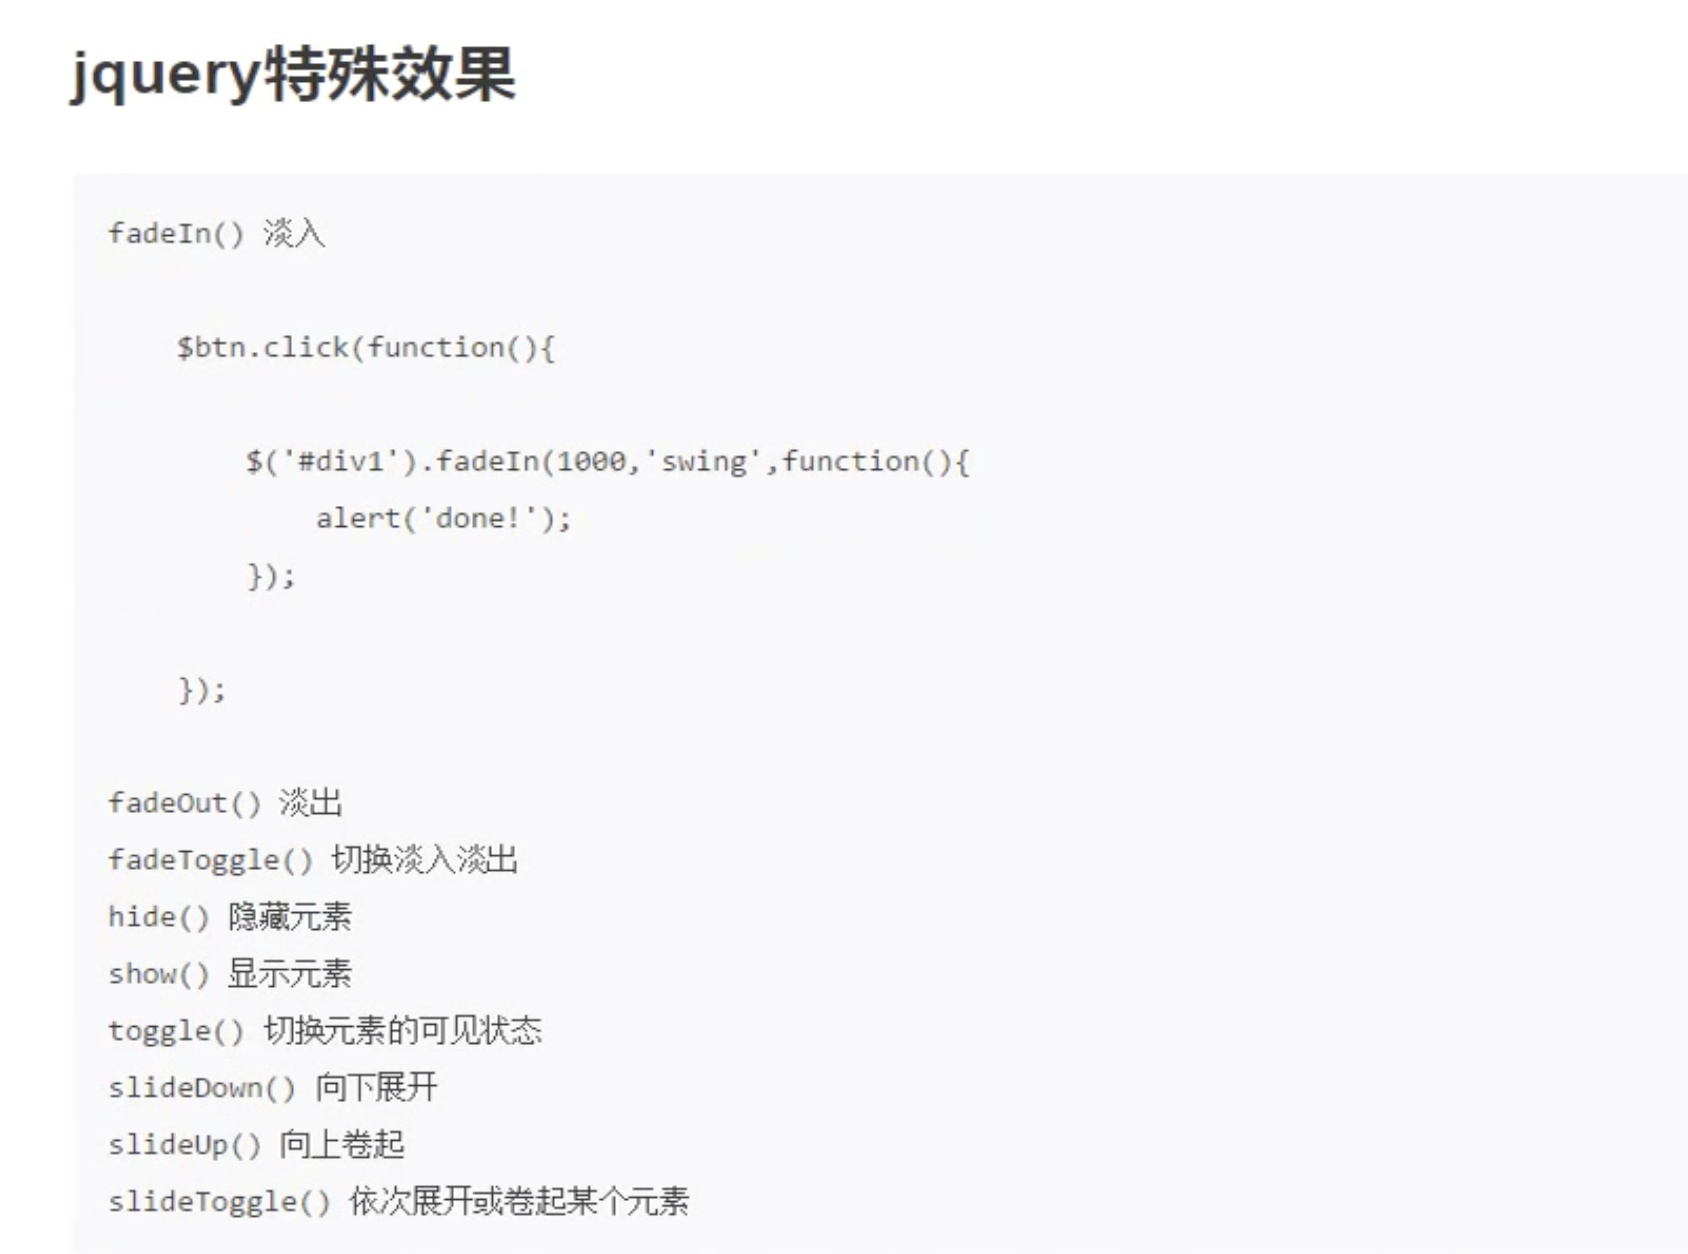 jquery特殊效果
fadeIn() 淡入
$btn.click(function(){
$('#div1').fadeIn(1000,'swing',function(){
alert('done!');
});
});
fadeOut() 淡出
fadeToggle() 切换淡入淡出
hide() 隐藏元素
show() 显示元素
toggle() 切换元素的可见状态
slideDown() 向下展开
slideUp() 向上卷起
slideToggle() 依次展开或卷起某个元素